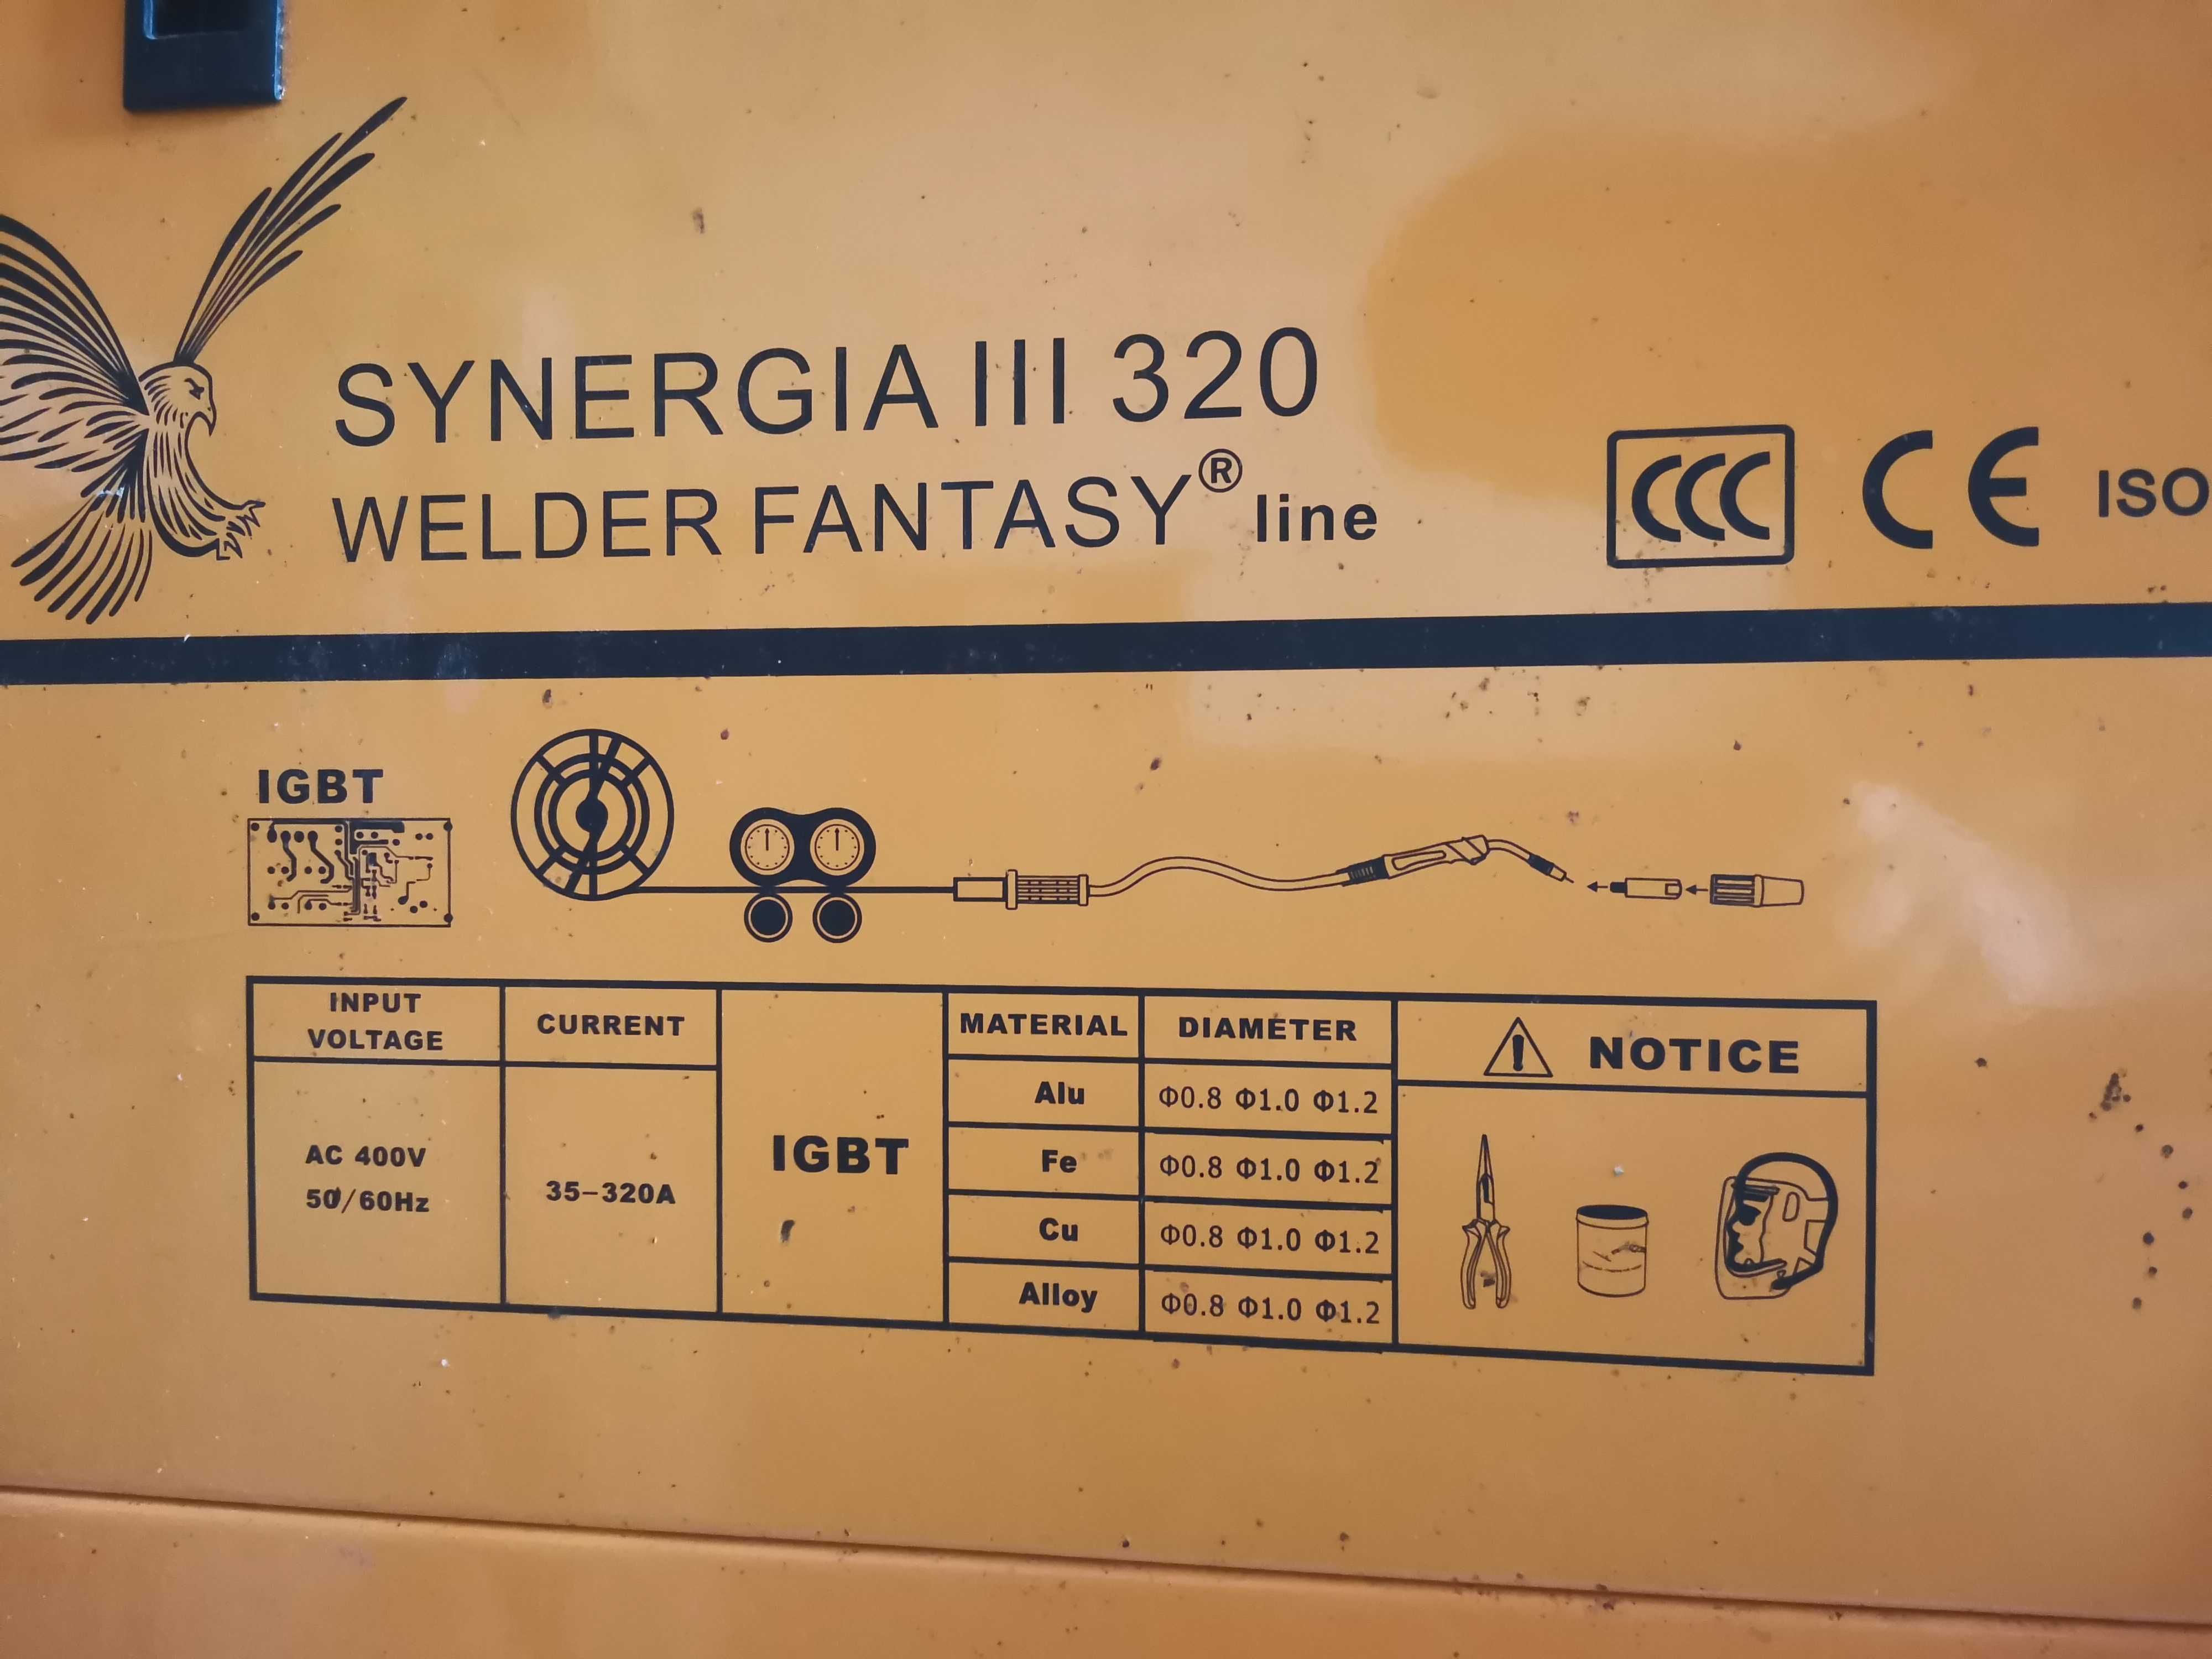 SYNERGIA III 320
WELDER FANTASY® line
CCC CE ISO
IGBT
INPUT VOLTAGE
CURRENT
IGBT
MATERIAL
DIAMETER
NOTICE
AC 400V
50/60Hz
35-320A
Alu Φ0.8 Φ1.0 Φ1.2
Fe Φ0.8 Φ1.0 Φ1.2
Cu Φ0.8 Φ1.0 Φ1.2
Alloy Φ0.8 Φ1.0 Φ1.2